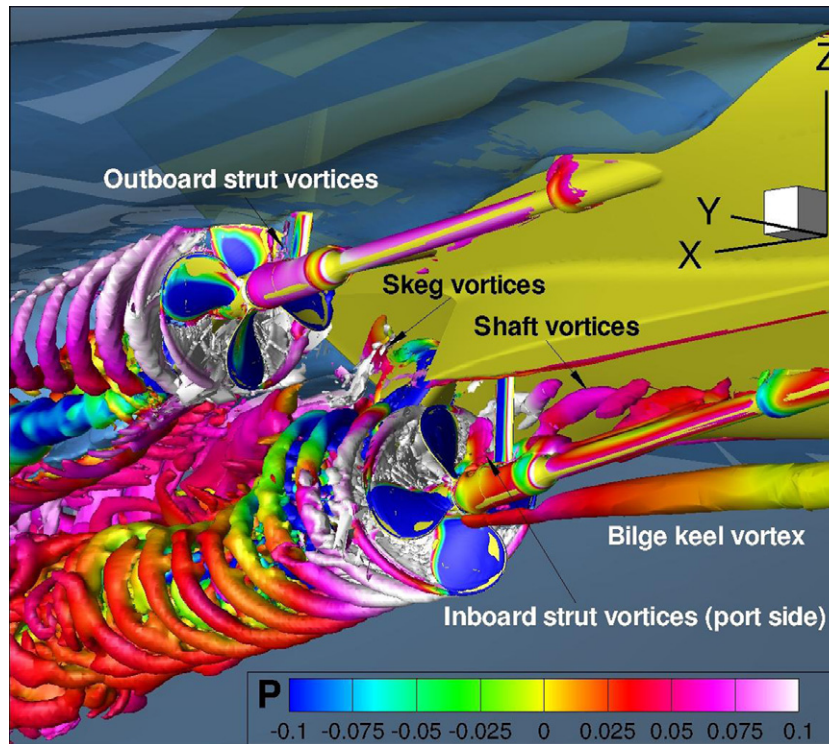 Z
Outboard strut vortices
Y
X
Skeg vortices
Shaft vortices
Bilge keel vortex
Inboard strut vortices (port side)
P
-0.1 -0.075 -0.05 -0.025 0 0.025 0.05 0.075 0.1